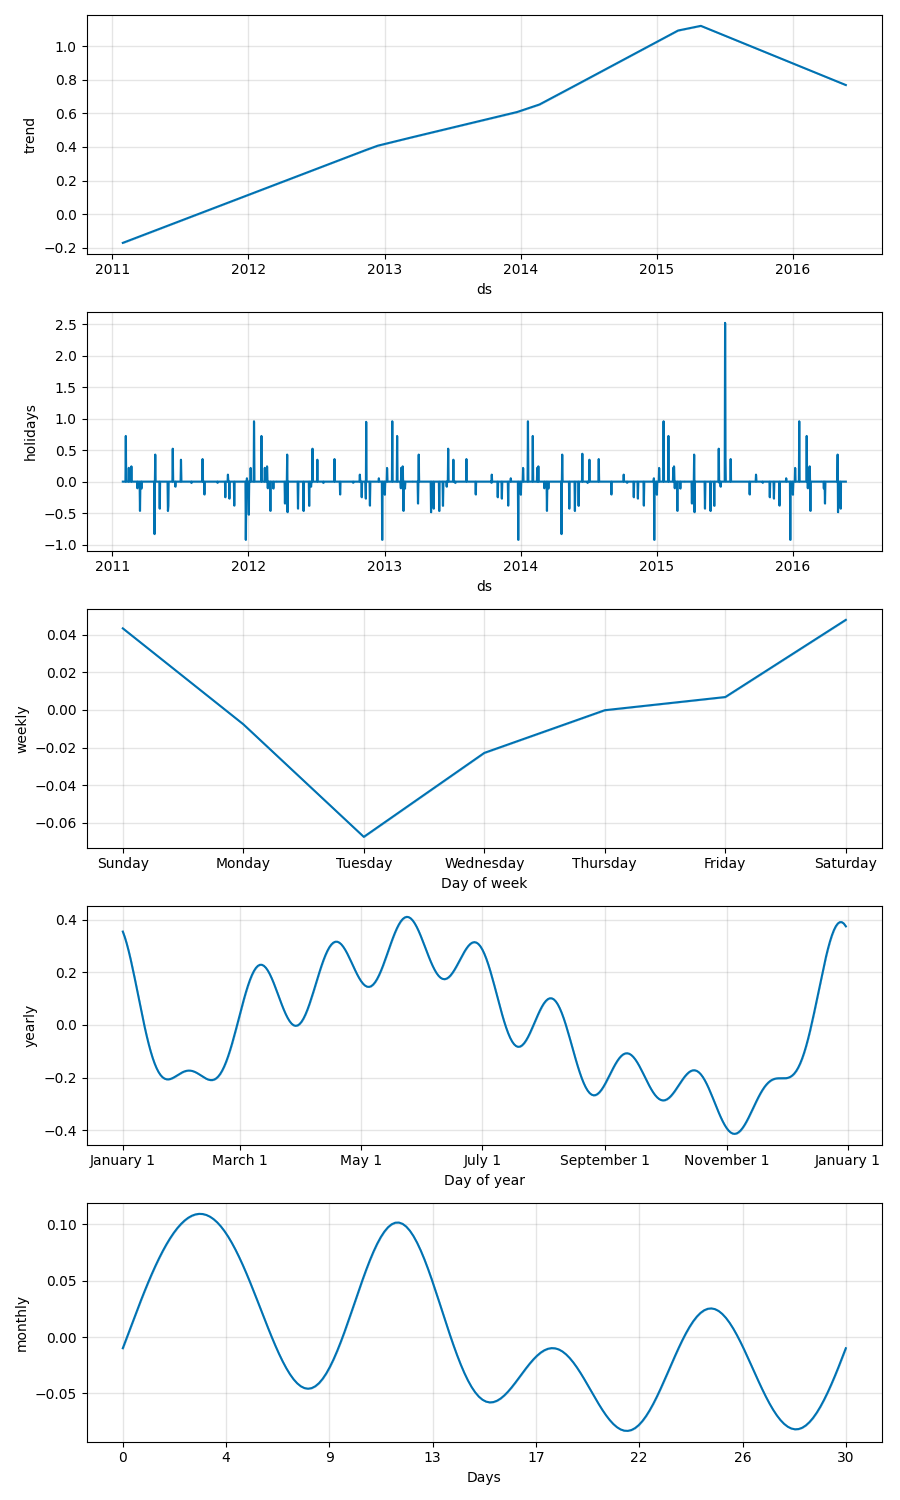 trend
1.0
0.8
0.6
0.4
0.2
0.0
−0.2
2011 2012 2013 2014 2015 2016
ds
holidays
2.5
2.0
1.5
1.0
0.5
0.0
−0.5
−1.0
2011 2012 2013 2014 2015 2016
ds
weekly
0.04
0.02
0.00
−0.02
−0.04
−0.06
Sunday Monday Tuesday Wednesday Thursday Friday Saturday
Day of week
yearly
0.4
0.2
0.0
−0.2
−0.4
January 1 March 1 May 1 July 1 September 1 November 1 January 1
Day of year
monthly
0.10
0.05
0.00
−0.05
0 4 9 13 17 22 26 30
Days